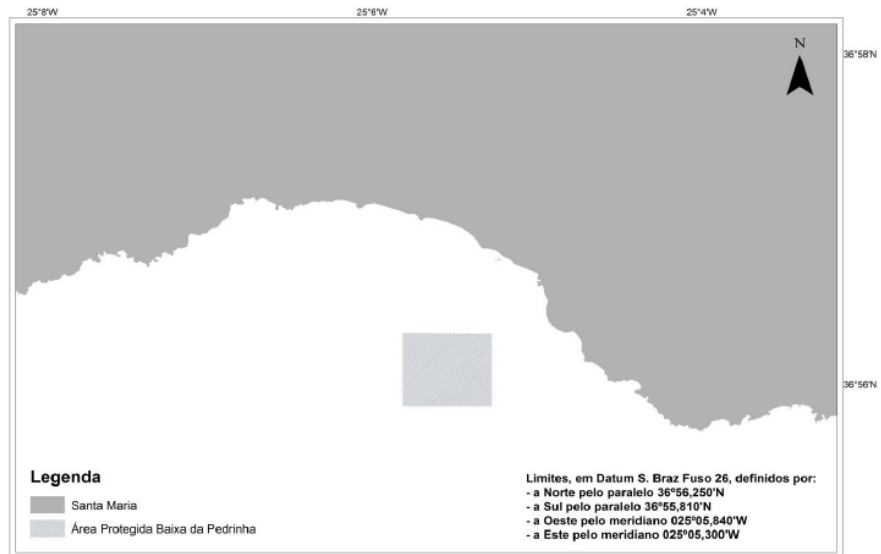 25°8'W
25°6'W
25°4'W
N
36°58'N
36°56'N
Legenda
Santa Maria
Área Protegida Baixa da Pedrinha
Limites, em Datum S. Braz Fuso 26, definidos por:
- a Norte pelo paralelo 36º56,250'N
- a Sul pelo paralelo 36º55,810'N
- a Oeste pelo meridiano 025º05,840'W
- a Este pelo meridiano 025º05,300'W